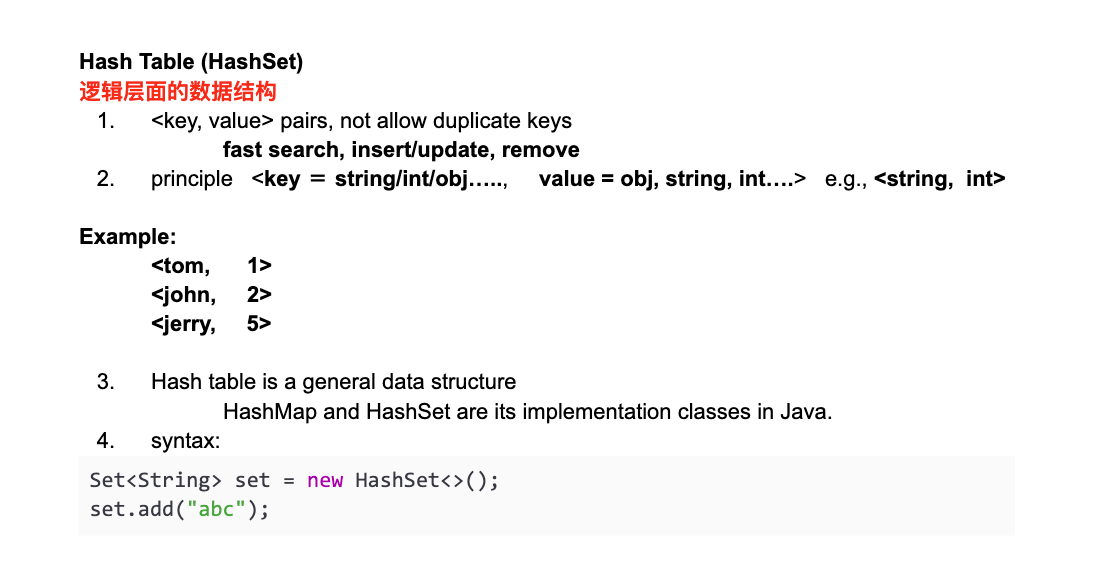 Hash Table (HashSet)
逻辑层面的数据结构
1. <key, value> pairs, not allow duplicate keys
fast search, insert/update, remove
2. principle <key = string/int/obj….., value = obj, string, int….> e.g., <string, int>
Example:
<tom, 1>
<john, 2>
<jerry, 5>
3. Hash table is a general data structure
HashMap and HashSet are its implementation classes in Java.
4. syntax:
Set<String> set = new HashSet<>();
set.add("abc");